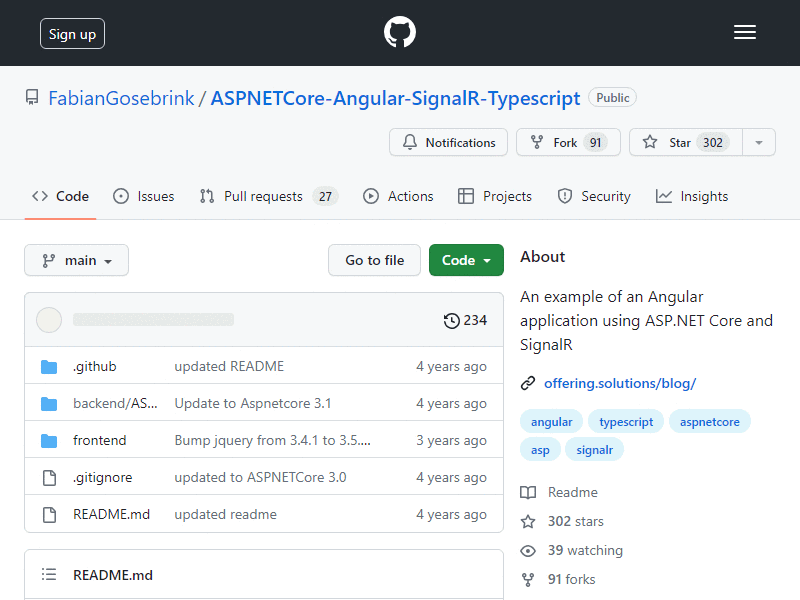 Sign up
FabianGosebrink / ASPNETCore-Angular-SignalR-Typescript Public
Notifications Fork 91 Star 302
Code Issues Pull requests 27 Actions Projects Security Insights
main Go to file Code
234
.github updated README 4 years ago
backend/AS... Update to Aspnetcore 3.1 4 years ago
frontend Bump jquery from 3.4.1 to 3.5.... 3 years ago
.gitignore updated to ASPNETCore 3.0 4 years ago
README.md updated readme 4 years ago
README.md
About
An example of an Angular
application using ASP.NET Core and
SignalR
offering.solutions/blog/
angular typescript aspnetcore
asp signalr
Readme
302 stars
39 watching
91 forks